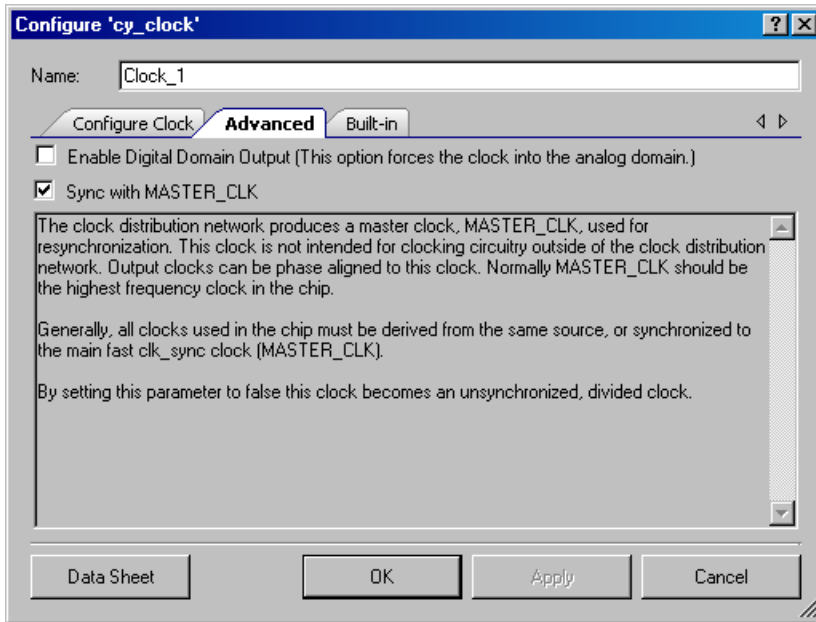 Configure 'cy_clock'
Name: Clock_1
Configure Clock Advanced Built-in
Enable Digital Domain Output (This option forces the clock into the analog domain.)
Sync with MASTER_CLK
The clock distribution network produces a master clock, MASTER_CLK, used for
resynchronization. This clock is not intended for clocking circuitry outside of the clock distribution
network. Output clocks can be phase aligned to this clock. Normally MASTER_CLK should be
the highest frequency clock in the chip.
Generally, all clocks used in the chip must be derived from the same source, or synchronized to
the main fast clk_sync clock (MASTER_CLK).
By setting this parameter to false this clock becomes an unsynchronized, divided clock.
Data Sheet OK Apply Cancel